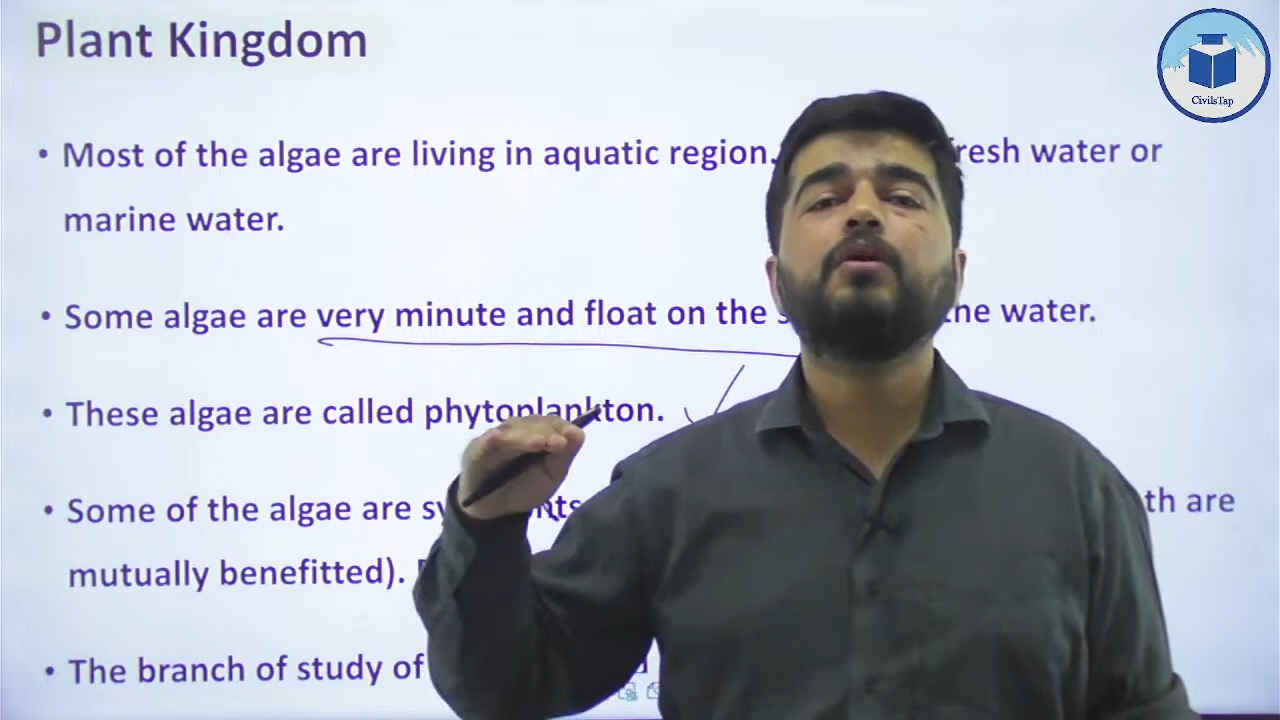 Plant Kingdom
CivilsTap
• Most of the algae are living in aquatic region. fresh water or
marine water.
• Some algae are very minute and float on the the water.
• These algae are called phytoplankton.
• Some of the algae are are
mutually benefitted).
• The branch of study of